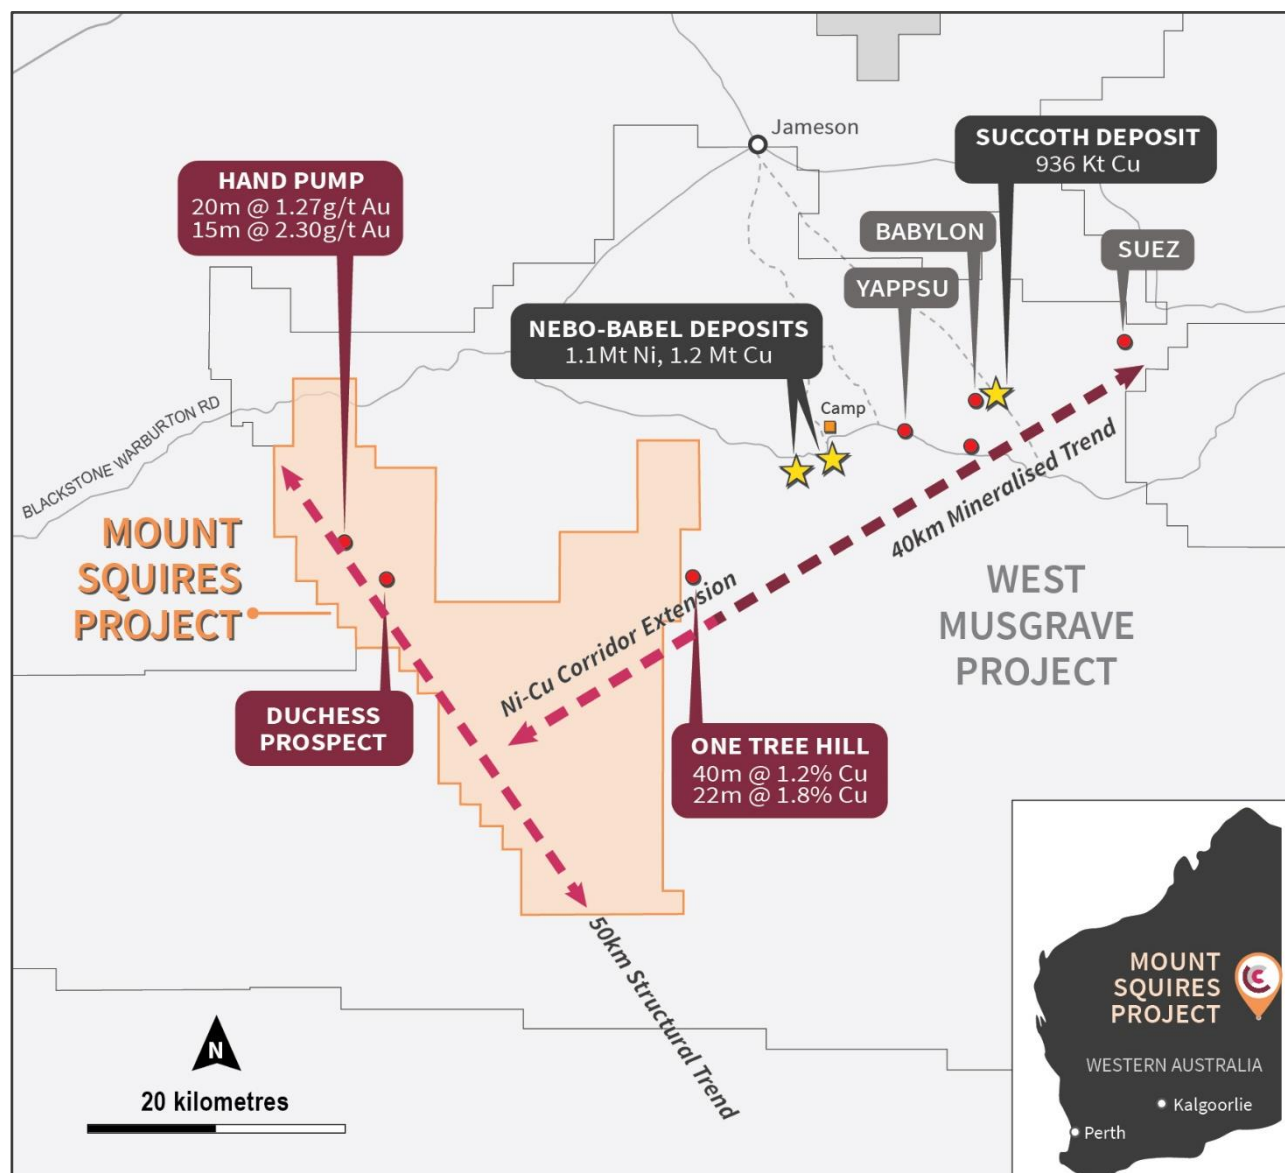 Jameson
SUCCOTH DEPOSIT
936 Kt Cu
HAND PUMP
20m @ 1.27g/t Au
15m @ 2.30g/t Au
BABYLON
SUEZ
YAPPSU
NEBO-BABEL DEPOSITS
1.1Mt Ni, 1.2 Mt Cu
Camp
BLACKSTONE WARBURTON RD
40km Mineralised Trend
MOUNT
SQUIRES
PROJECT
WEST
MUSGRAVE
PROJECT
Ni-Cu Corridor Extension
DUCHESS
PROSPECT
ONE TREE HILL
40m @ 1.2% Cu
22m @ 1.8% Cu
50km Structural Trend
N
20 kilometres
MOUNT
SQUIRES
PROJECT
WESTERN AUSTRALIA
Kalgoorlie
Perth